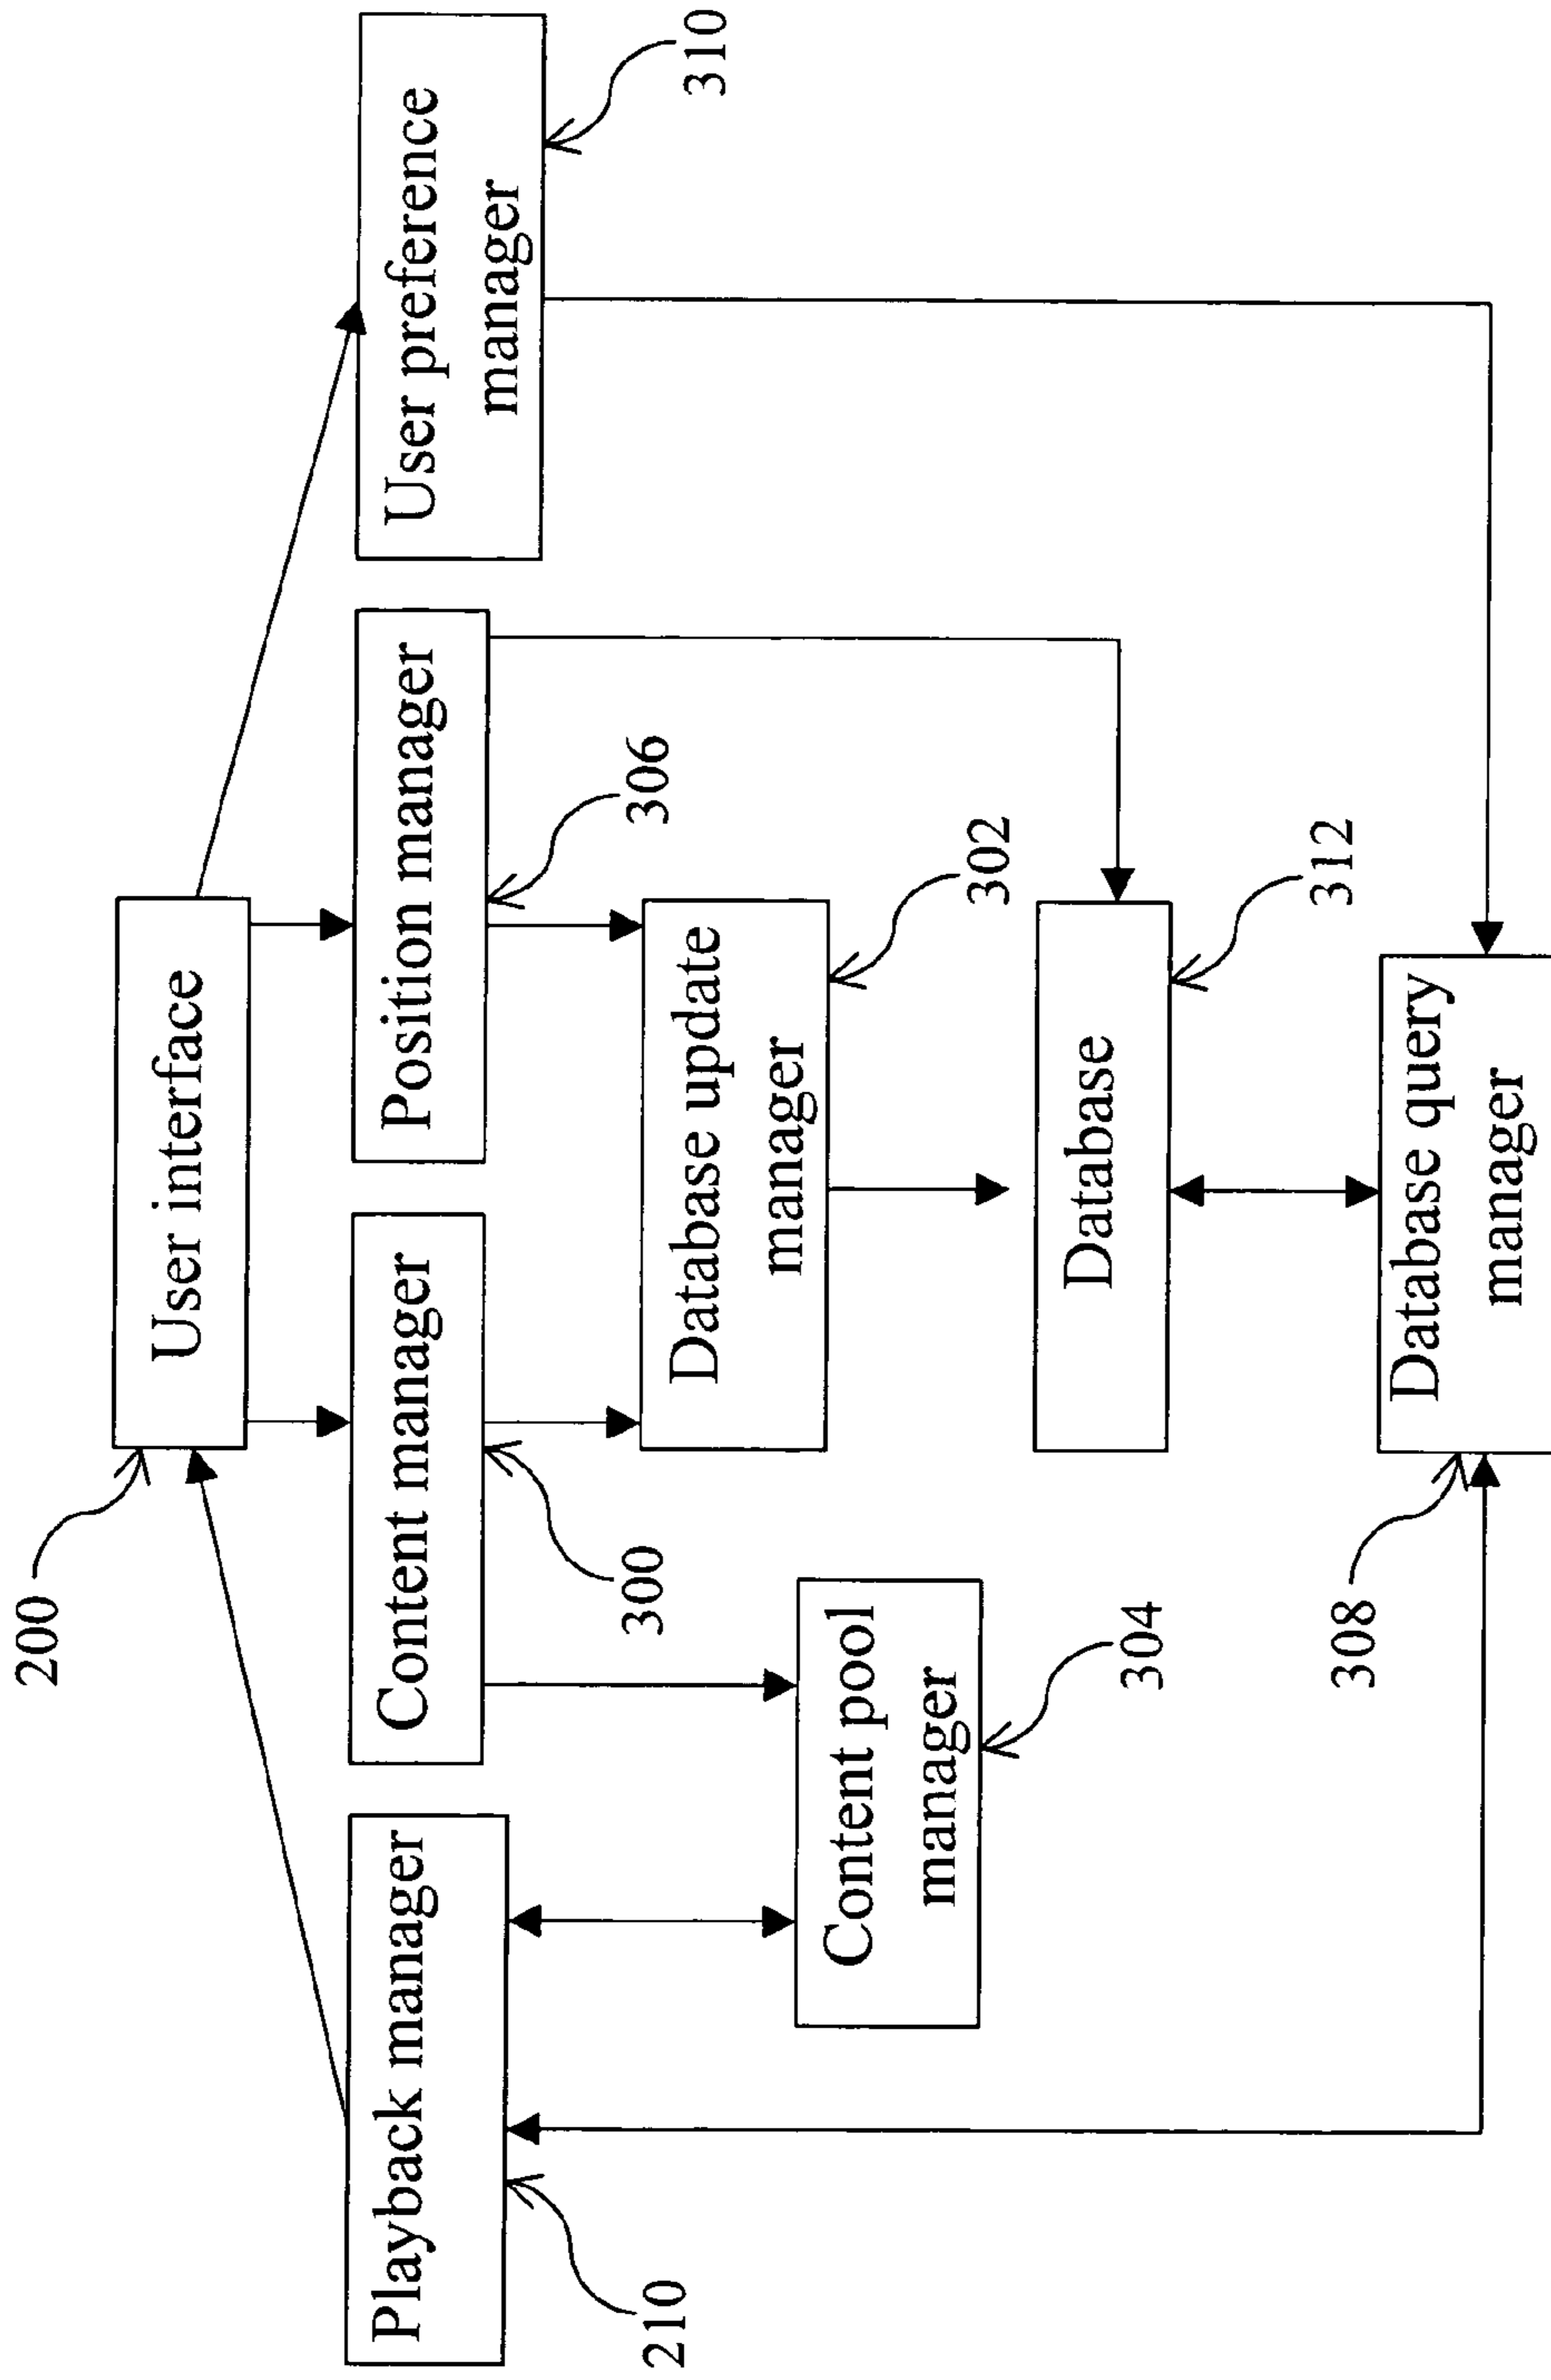 200
User interface
Playback manager
210
Content manager
300
Position manager
306
User preference
manager
310
Database update
manager
302
Content pool
manager
304
Database
312
308
Database query
manager